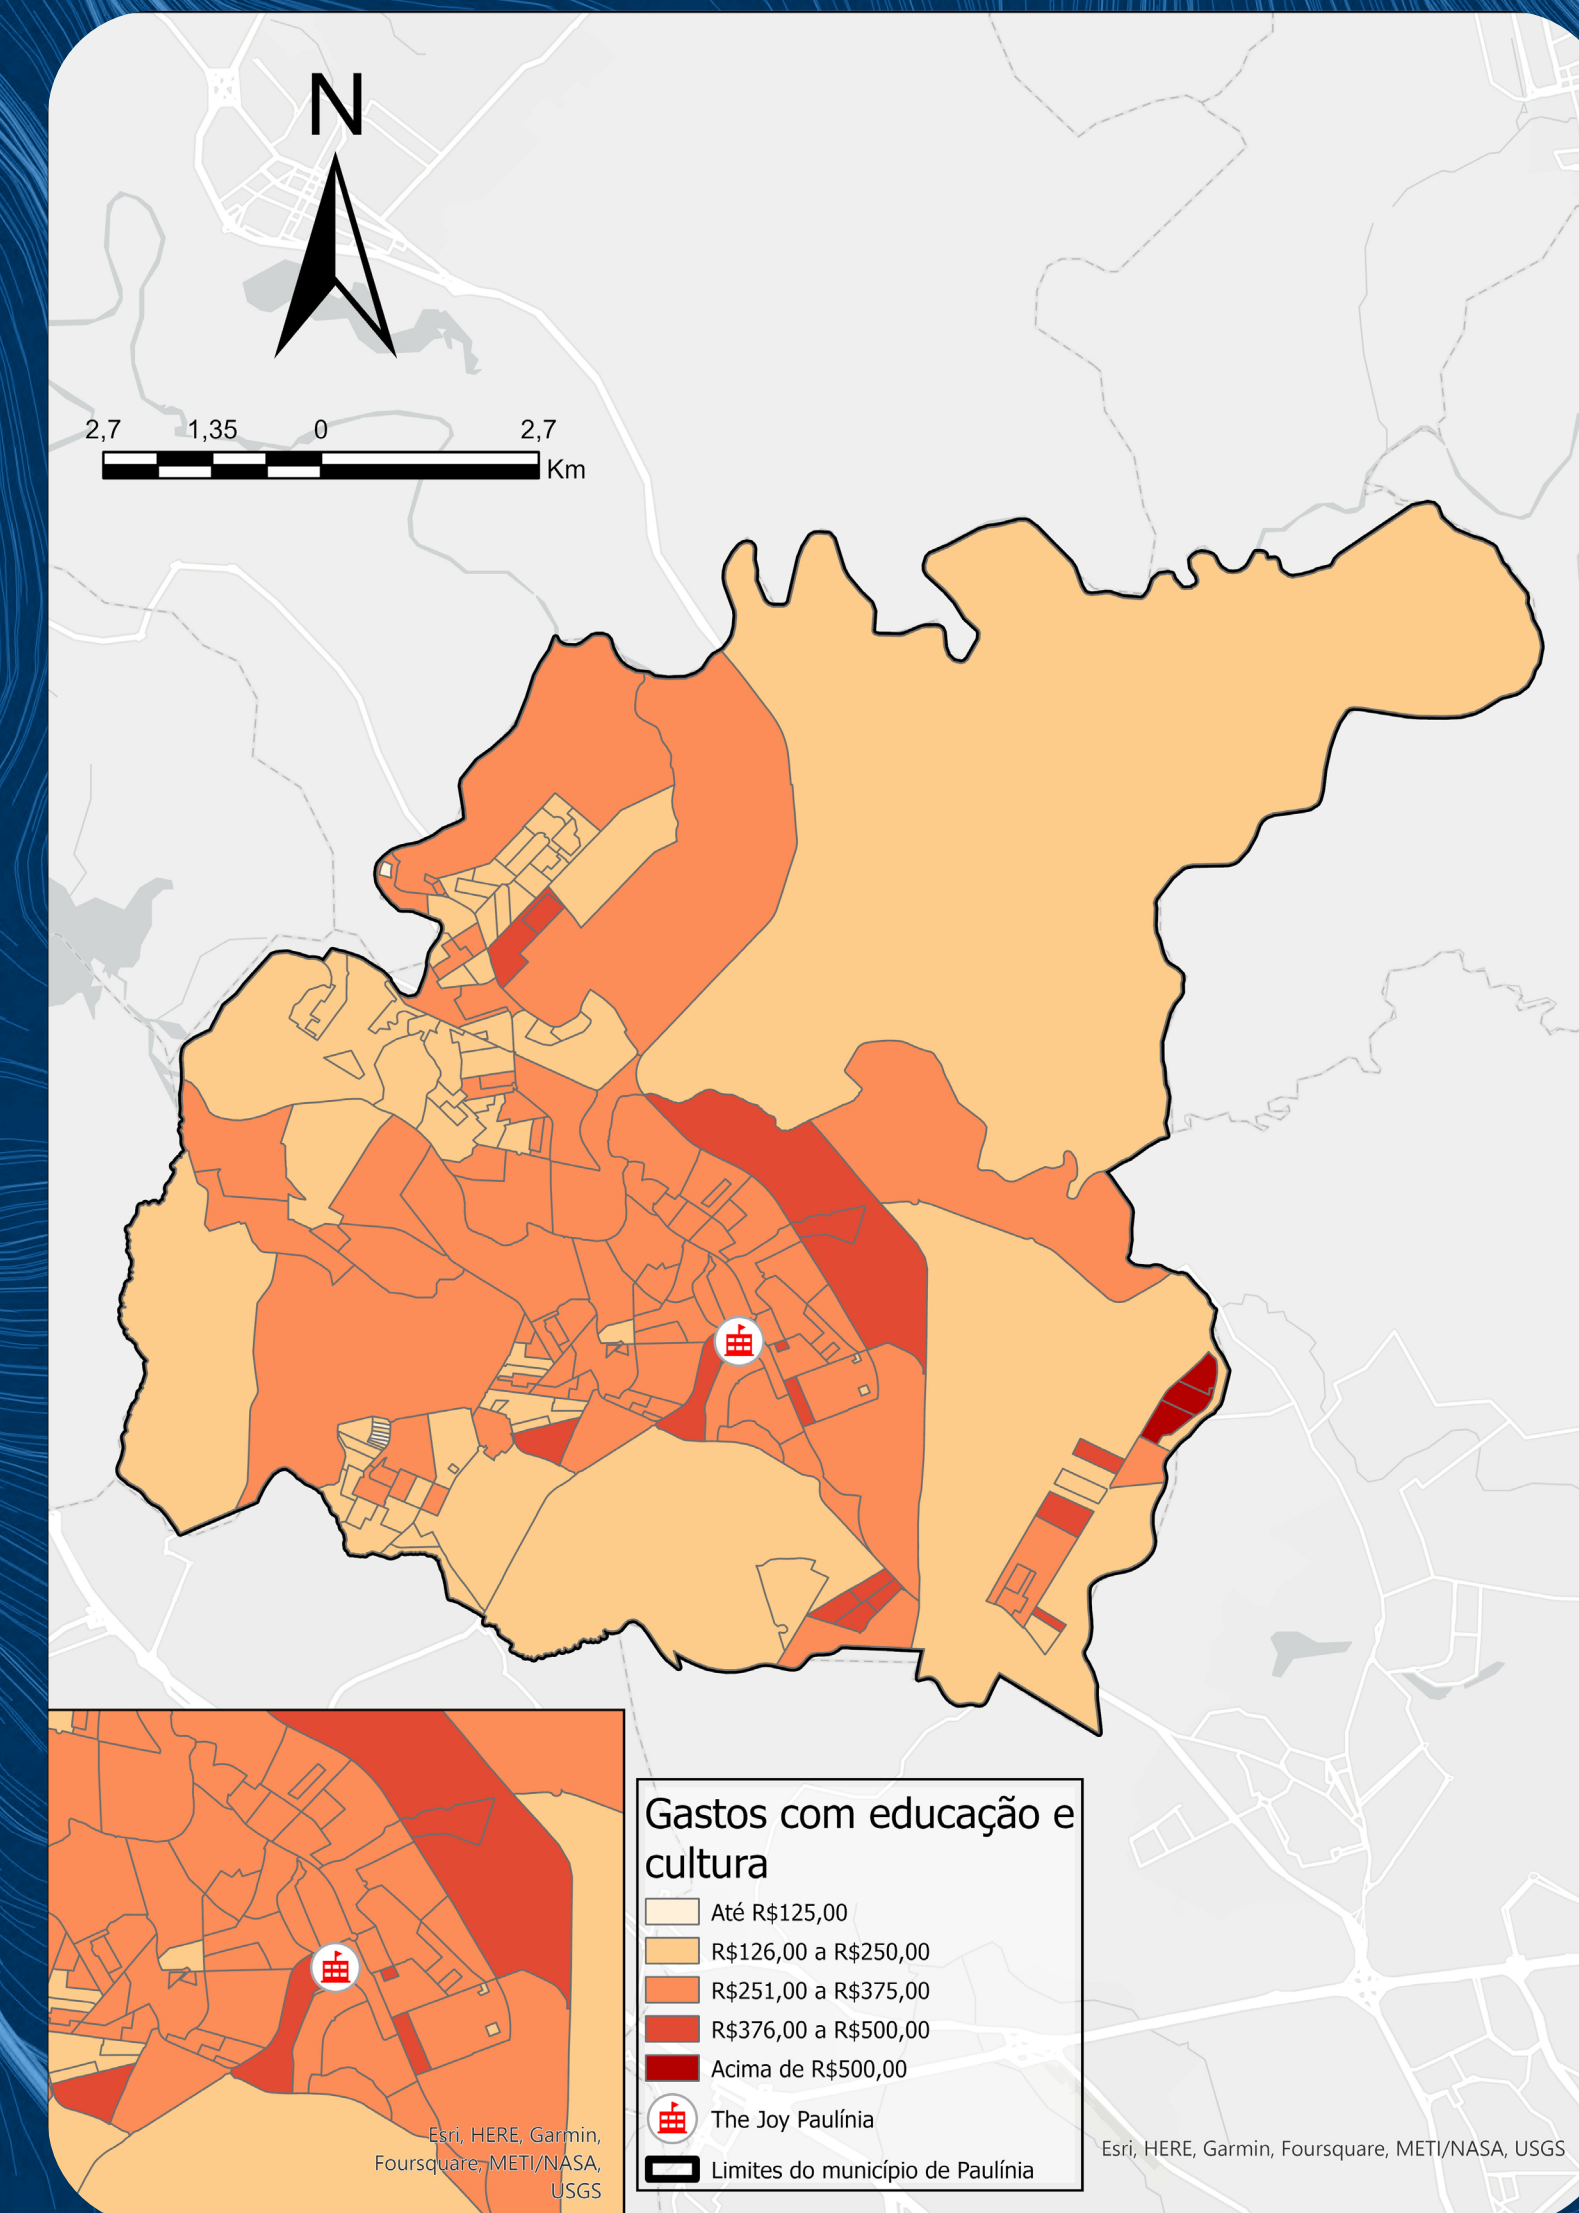 N
2,7 1,35 0 2,7
Km
Gastos com educação e
cultura
Até R$125,00
R$126,00 a R$250,00
R$251,00 a R$375,00
R$376,00 a R$500,00
Acima de R$500,00
The Joy Paulínia
Limites do município de Paulínia
Esri, HERE, Garmin,
Foursquare, METI/NASA,
USGS
Esri, HERE, Garmin, Foursquare, METI/NASA, USGS